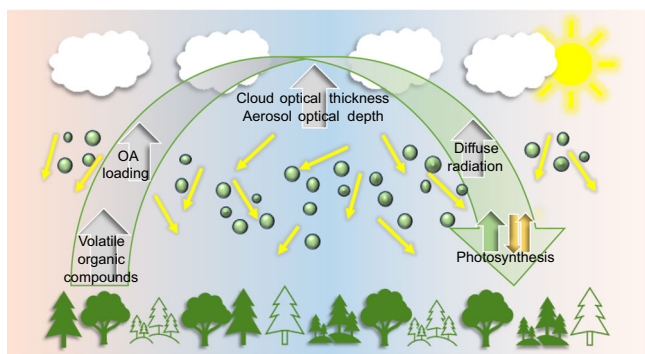 Cloud optical thickness
Aerosol optical depth
OA
loading
Diffuse
radiation
Volatile
organic
compounds
Photosynthesis